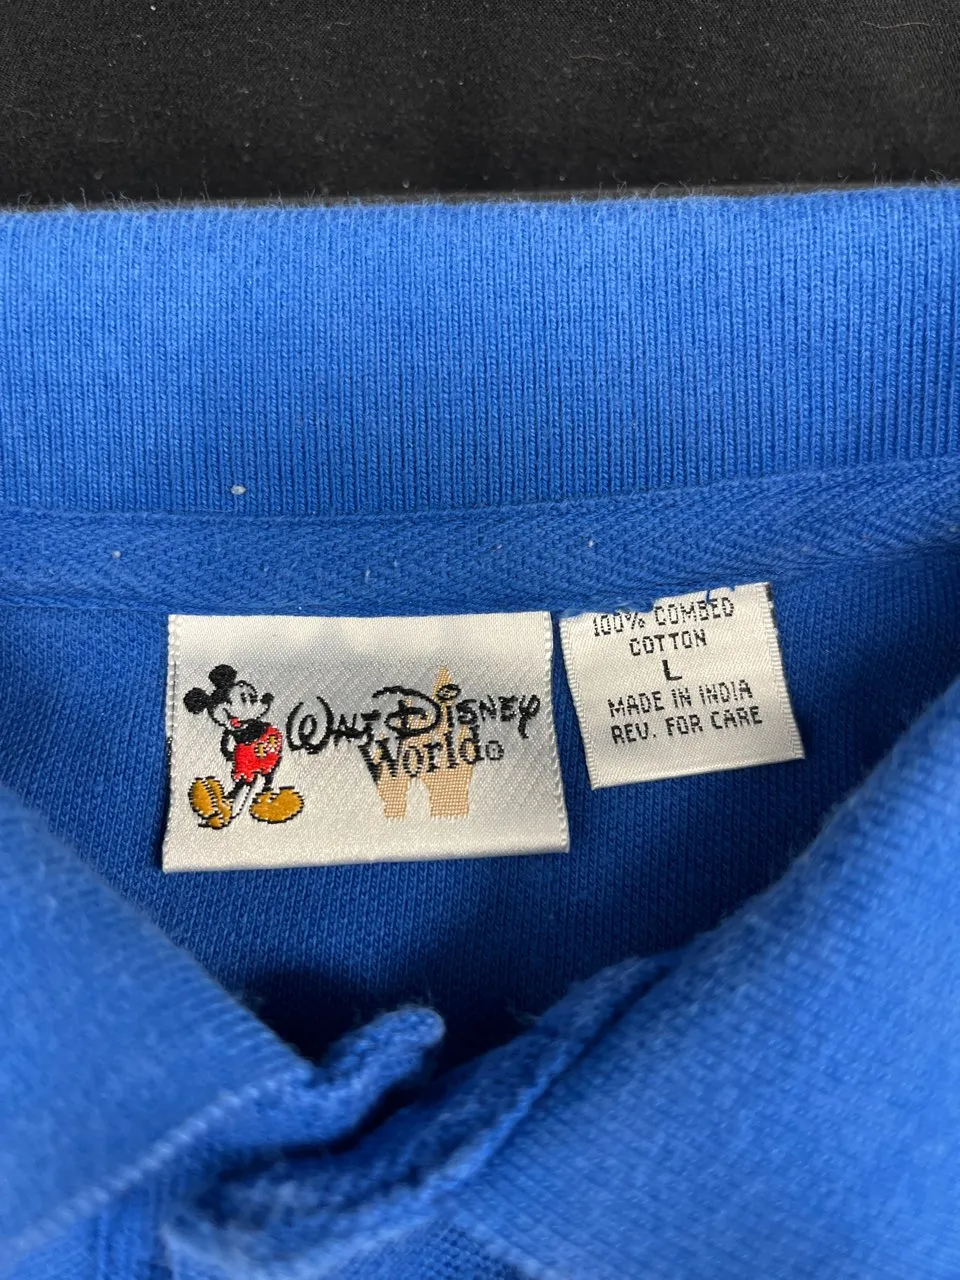 Walt Disney
World®
100% COMBED
COTTON
L
MADE IN INDIA
REV. FOR CARE